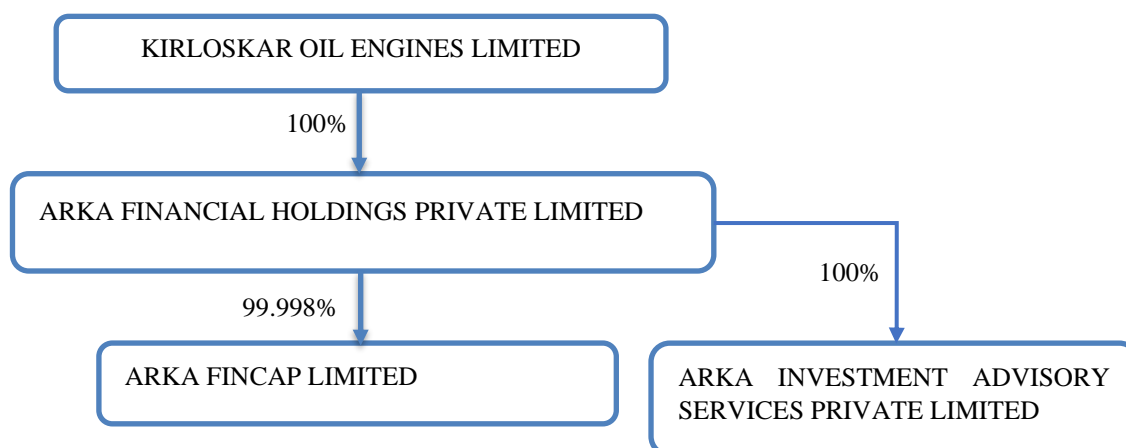 KIRLOSKAR OIL ENGINES LIMITED
100%
ARKA FINANCIAL HOLDINGS PRIVATE LIMITED
100%
99.998%
ARKA FINCAP LIMITED
ARKA INVESTMENT ADVISORY
SERVICES PRIVATE LIMITED